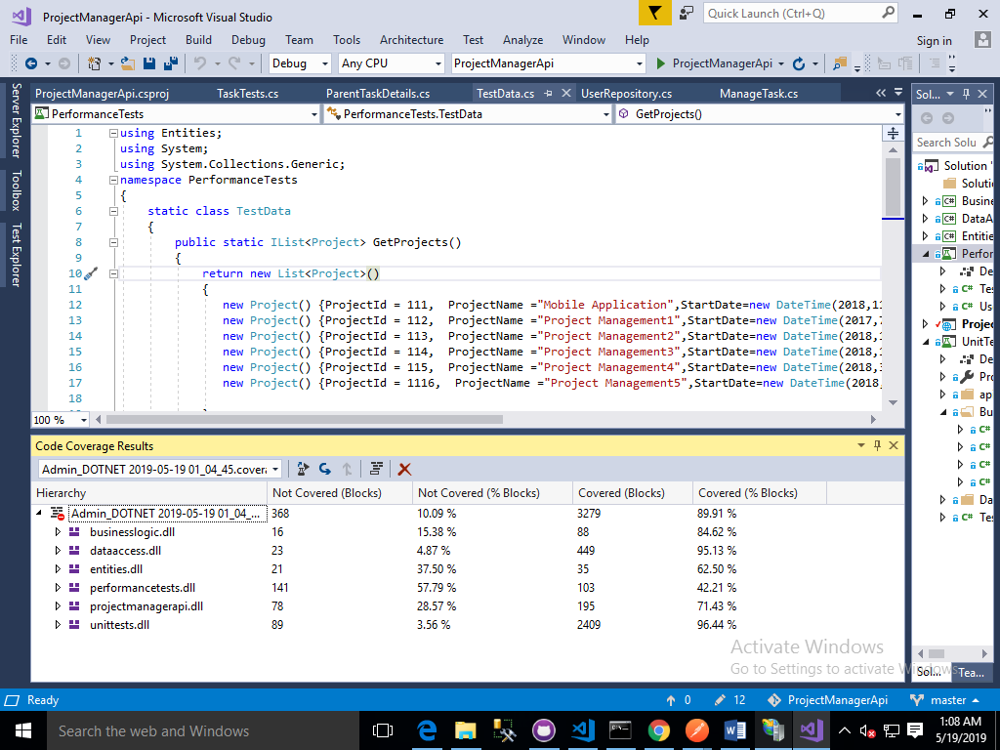 ProjectManagerApi - Microsoft Visual Studio
Quick Launch (Ctrl+Q)
File Edit View Project Build Debug Team Tools Architecture Test Analyze Window Help
Sign in
Debug Any CPU ProjectManagerApi ProjectManagerApi
Server Explorer
Toolbox
Test Explorer
ProjectManagerApi.csproj TaskTests.cs ParentTaskDetails.cs TestData.cs UserRepository.cs ManageTask.cs
PerformanceTests PerformanceTests.TestData GetProjects()
1 using Entities;
2 using System;
3 using System.Collections.Generic;
4 namespace PerformanceTests
5 {
6 static class TestData
7 {
8 public static IList<Project> GetProjects()
9 {
10 return new List<Project>()
11 {
12 new Project() {ProjectId = 111, ProjectName ="Mobile Application",StartDate=new DateTime(2018,11
13 new Project() {ProjectId = 112, ProjectName ="Project Management1",StartDate=new DateTime(2017,7
14 new Project() {ProjectId = 113, ProjectName ="Project Management2",StartDate=new DateTime(2018,1
15 new Project() {ProjectId = 114, ProjectName ="Project Management3",StartDate=new DateTime(2018,1
16 new Project() {ProjectId = 115, ProjectName ="Project Management4",StartDate=new DateTime(2018,3
17 new Project() {ProjectId = 1116, ProjectName ="Project Management5",StartDate=new DateTime(2018,
18
100 %
Sol...
Search Solu
Solution '
Soluti
C# Busine
C# DataA
C# Entitie
Perfor
De
C# Tes
C# Us
Projec
UnitTe
De
Pro
ap
Bu
C#
C#
C#
C#
Da
C# Tes
Sol... Tea...
Code Coverage Results
Admin_DOTNET 2019-05-19 01_04_45.covera
Hierarchy Not Covered (Blocks) Not Covered (% Blocks) Covered (Blocks) Covered (% Blocks)
Admin_DOTNET 2019-05-19 01_04_... 368 10.09 % 3279 89.91 %
businesslogic.dll 16 15.38 % 88 84.62 %
dataaccess.dll 23 4.87 % 449 95.13 %
entities.dll 21 37.50 % 35 62.50 %
performancetests.dll 141 57.79 % 103 42.21 %
projectmanagerapi.dll 78 28.57 % 195 71.43 %
unittests.dll 89 3.56 % 2409 96.44 %
Activate Windows
Go to Settings to activate Windows.
Ready 0 12 ProjectManagerApi master
Search the web and Windows
1:08 AM
5/19/2019